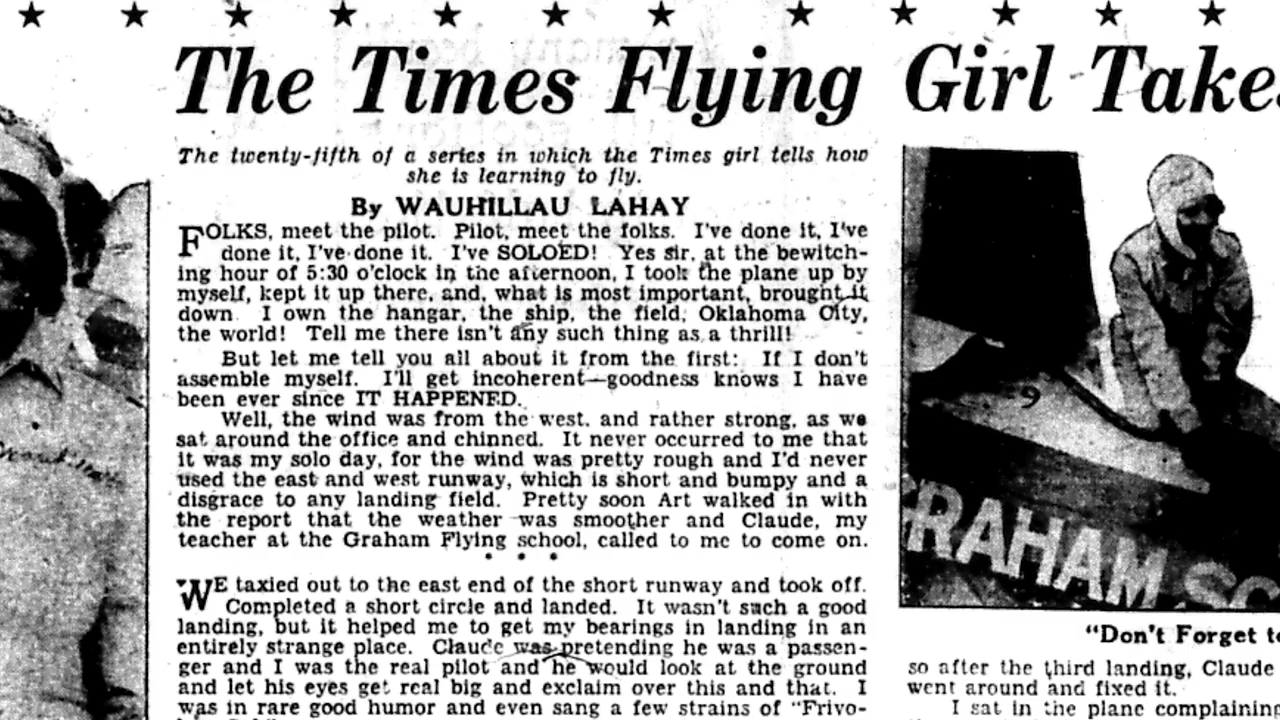 The Times Flying Girl Takes
The twenty-fifth of a series in which the Times girl tells how
she is learning to fly.
By WAUHILLAU LAHAY
FOLKS, meet the pilot. Pilot, meet the folks. I've done it, I've
done it, I've done it. I've SOLOED! Yes sir, at the bewitch-
ing hour of 5:30 o'clock in the afternoon, I took the plane up by
myself, kept it up there, and, what is most important, brought it
down. I own the hangar, the ship, the field, Oklahoma City,
the world! Tell me there isn't any such thing as a thrill!
But let me tell you all about it from the first: If I don't
assemble myself. I'll get incoherent—goodness knows I have
been ever since IT HAPPENED.
Well, the wind was from the west, and rather strong, as we
sat around the office and chinned. It never occurred to me that
it was my solo day, for the wind was pretty rough and I'd never
used the east and west runway, which is short and bumpy and a
disgrace to any landing field. Pretty soon Art walked in with
the report that the weather was smoother and Claude, my
teacher at the Graham Flying school, called to me to come on.
* * *
WE taxied out to the east end of the short runway and took off.
Completed a short circle and landed. It wasn't such a good
landing, but it helped me to get my bearings in landing in an
entirely strange place. Claude was pretending he was a passen-
ger and I was the real pilot and he would look at the ground
and let his eyes get real big and exclaim over this and that. I
was in rare good humor and even sang a few strains of "Frivo-
9
GRAHAM SC
"Don't Forget to
so after the third landing, Claude
went around and fixed it.
I sat in the plane complaining